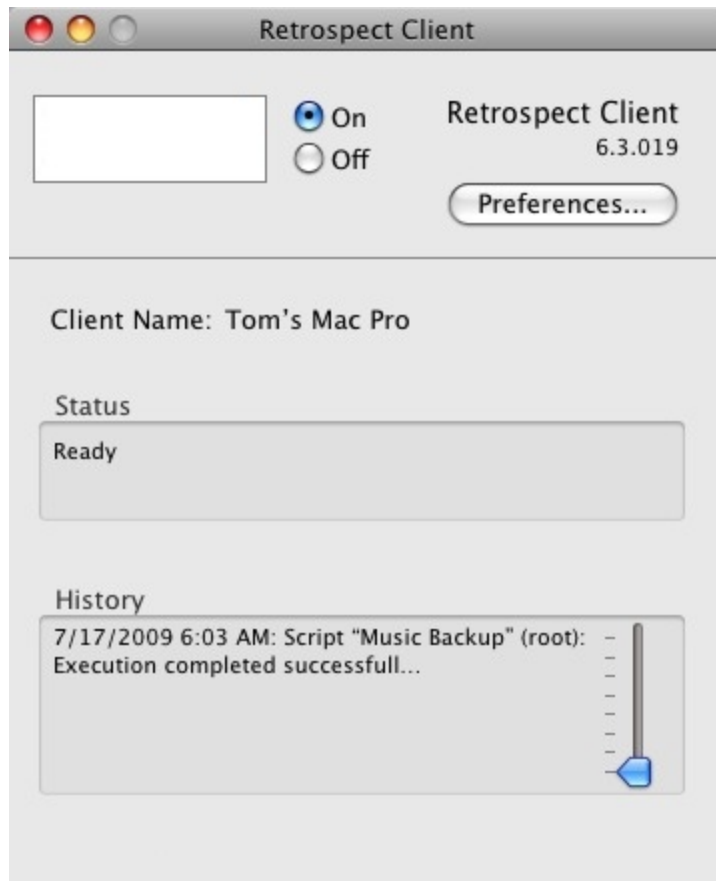 Retrospect Client
On
Off
Retrospect Client
6.3.019
Preferences...
Client Name: Tom’s Mac Pro
Status
Ready
History
7/17/2009 6:03 AM: Script “Music Backup” (root):
Execution completed successfull...